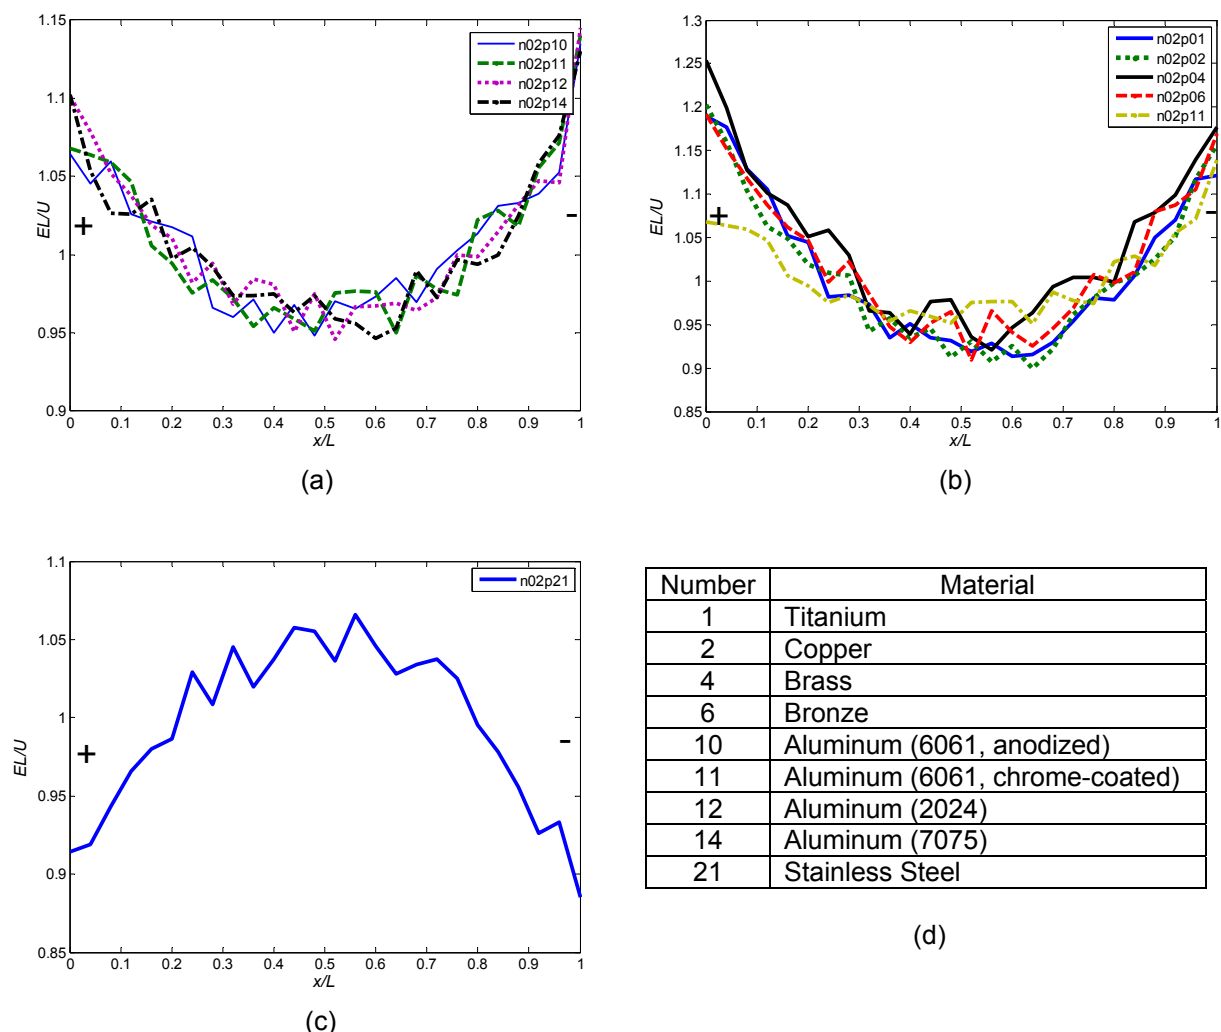 (a)
1.15
1.1
1.05
1
0.95
0.9
EL/U
0 0.1 0.2 0.3 0.4 0.5 0.6 0.7 0.8 0.9 1
x/L
n02p10
n02p11
n02p12
n02p14
+
-
(a)
(b)
1.3
1.25
1.2
1.15
1.1
1.05
1
0.95
0.9
0.85
EL/U
0 0.1 0.2 0.3 0.4 0.5 0.6 0.7 0.8 0.9 1
x/L
n02p01
n02p02
n02p04
n02p06
n02p11
+
-
(b)
1.1
1.05
1
0.95
0.9
0.85
EL/U
0 0.1 0.2 0.3 0.4 0.5 0.6 0.7 0.8 0.9 1
x/L
n02p21
+
-
(c)
Number Material
1 Titanium
2 Copper
4 Brass
6 Bronze
10 Aluminum (6061, anodized)
11 Aluminum (6061, chrome-coated)
12 Aluminum (2024)
14 Aluminum (7075)
21 Stainless Steel
(d)